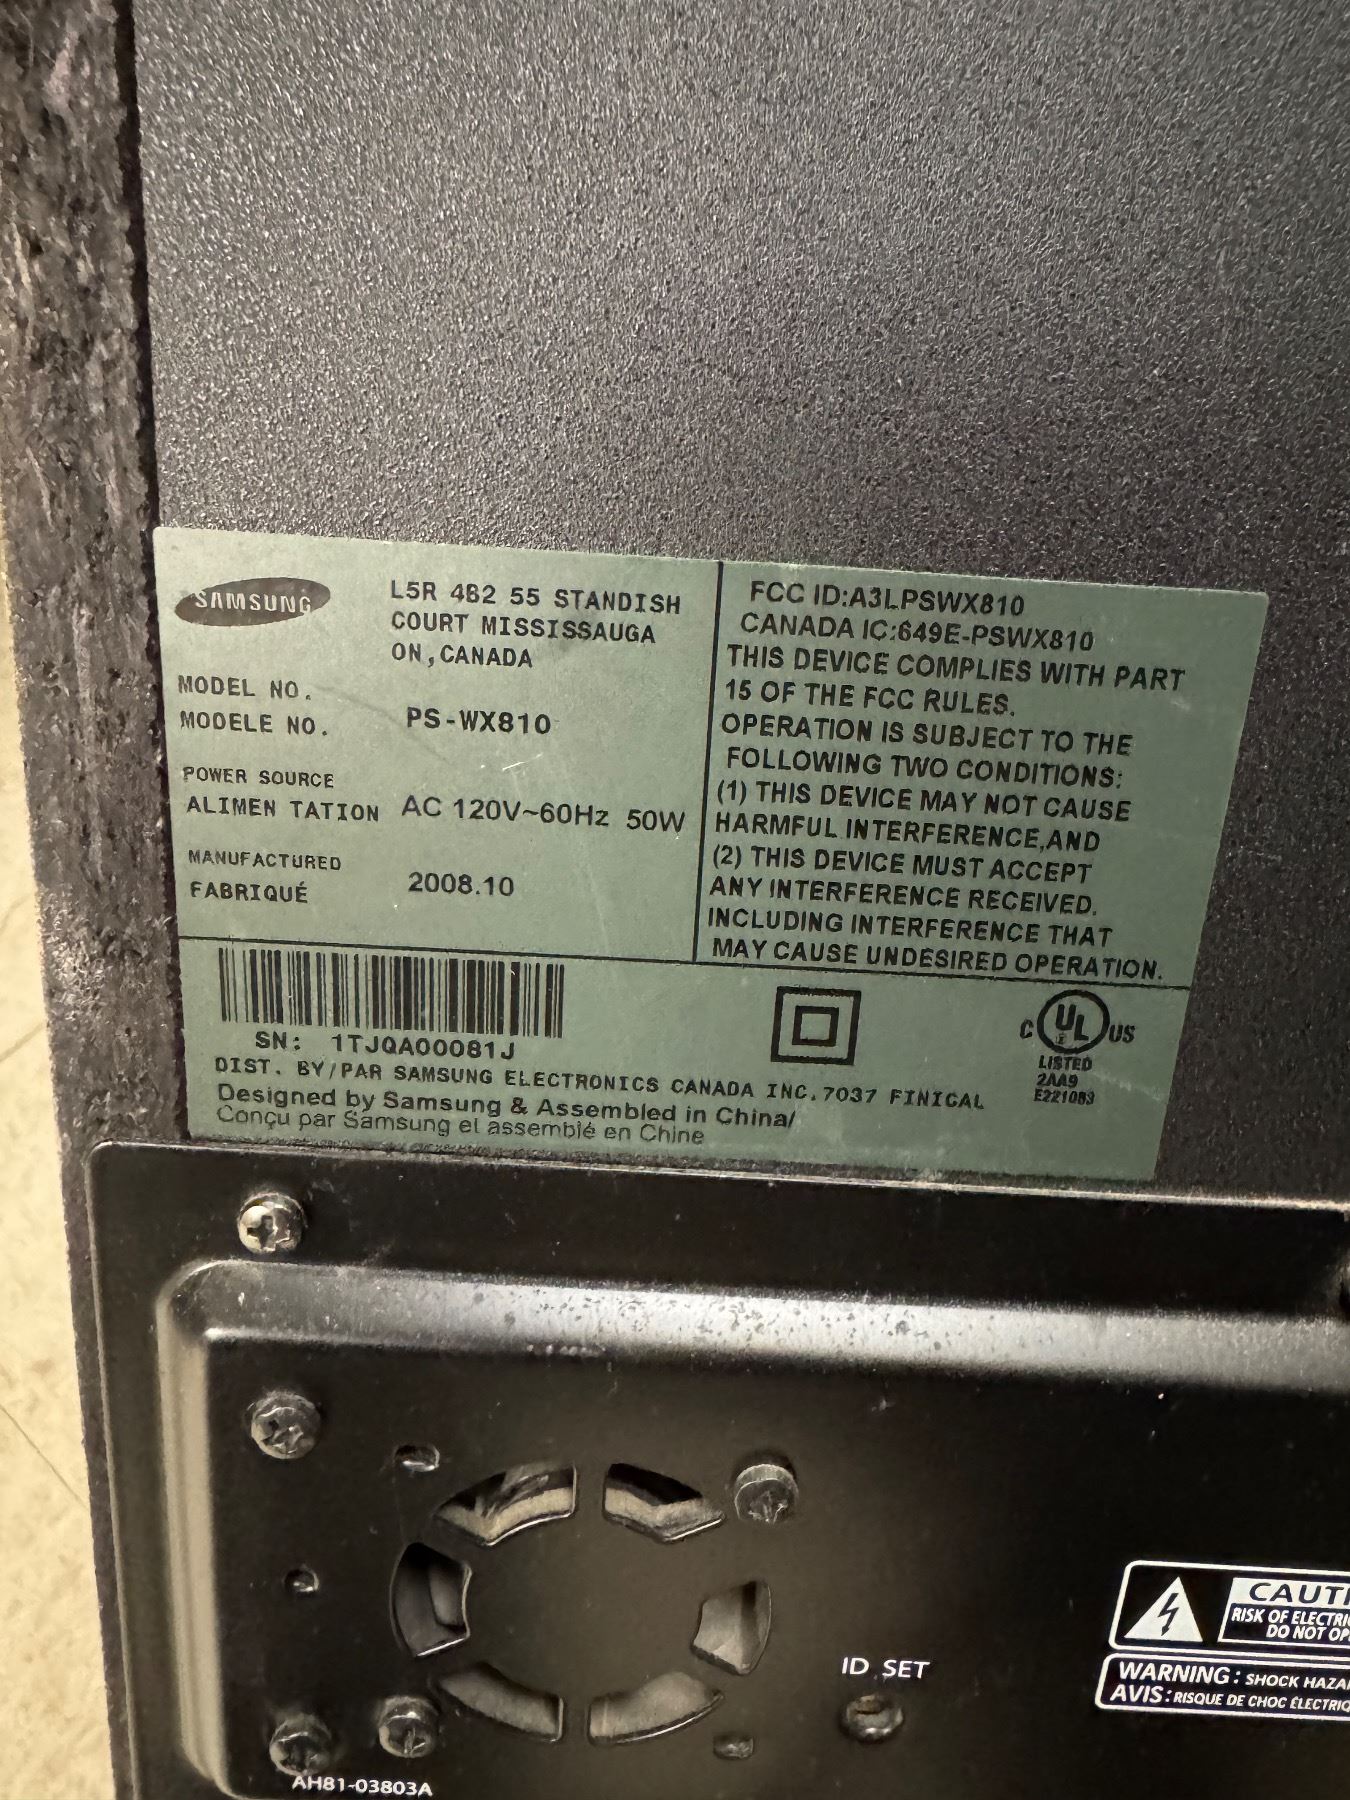 SAMSUNG
L5R 4B2 55 STANDISH
COURT MISSISSAUGA
ON,CANADA
MODEL NO.
MODELE NO.
PS-WX810
POWER SOURCE
ALIMEN TATION
AC 120V~60Hz 50W
MANUFACTURED
FABRIQUÉ
2008.10
FCC ID:A3LPSWX810
CANADA IC:649E-PSWX810
THIS DEVICE COMPLIES WITH PART
15 OF THE FCC RULES.
OPERATION IS SUBJECT TO THE
FOLLOWING TWO CONDITIONS:
(1) THIS DEVICE MAY NOT CAUSE
HARMFUL INTERFERENCE,AND
(2) THIS DEVICE MUST ACCEPT
ANY INTERFERENCE RECEIVED.
INCLUDING INTERFERENCE THAT
MAY CAUSE UNDESIRED OPERATION.
SN: 1TJQA00081J
C UL US
LISTED
2AA9
E221083
DIST. BY/PAR SAMSUNG ELECTRONICS CANADA INC.7037 FINICAL
Designed by Samsung & Assembled in China/
Conçu par Samsung et assemblé en Chine
CAUTI
RISK OF ELECTRI
DO NOT OP
WARNING: SHOCK HAZA
AVIS: RISQUE DE CHOC ÉLECTRIQ
ID SET
AH81-03803A